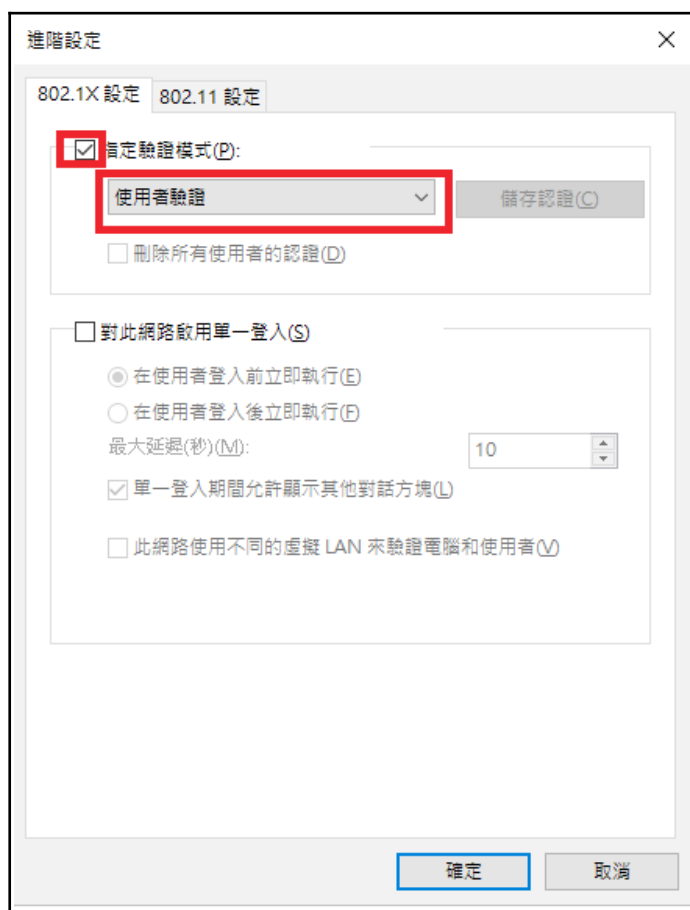 進階設定
802.1X 設定 802.11 設定
指定驗證模式(P):
使用者驗證 儲存認證(C)
刪除所有使用者的認證(D)
對此網路啟用單一登入(S)
在使用者登入前立即執行(E)
在使用者登入後立即執行(F)
最大延遲(秒)(M): 10
單一登入期間允許顯示其他對話方塊(L)
此網路使用不同的虛擬 LAN 來驗證電腦和使用者(V)
確定 取消